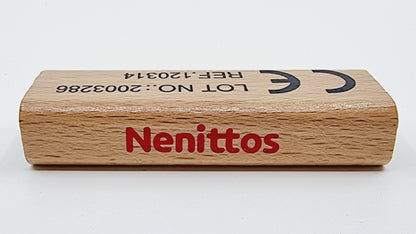 LOT NO.:2003286
REF.120314
CE
Nenittos